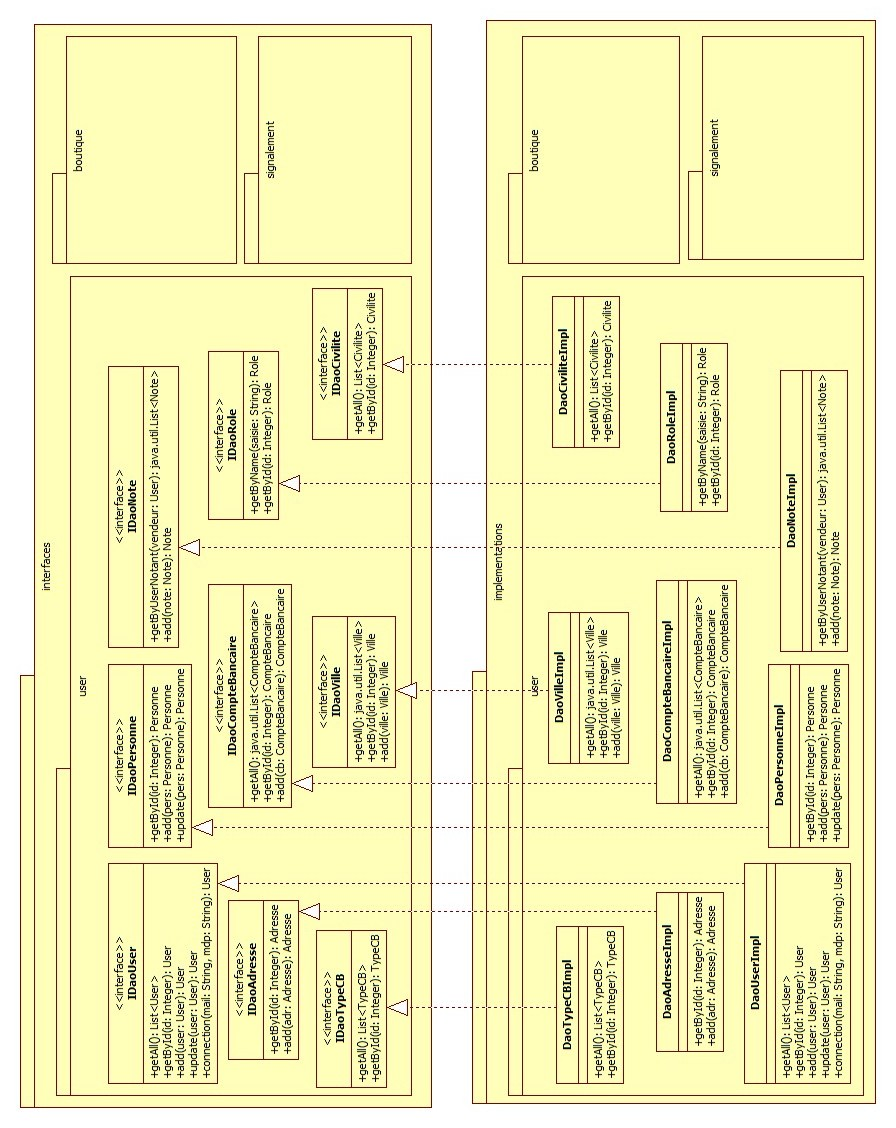 interfaces
user
<<interface>>
IDaoUser
+getAll(): List<User>
+getById(id: Integer): User
+add(user: User): User
+update(user: User): User
+connection(mail: String, mdp: String): User
<<interface>>
IDaoPersonne
+getById(id: Integer): Personne
+add(pers: Personne): Personne
+update(pers: Personne): Personne
<<interface>>
IDaoNote
+getByUserNotant(vendeur: User): java.util.List<Note>
+add(note: Note): Note
<<interface>>
IDaoAdresse
+getById(id: Integer): Adresse
+add(adr: Adresse): Adresse
<<interface>>
IDaoCompteBancaire
+getAll(): java.util.List<CompteBancaire>
+getById(id: Integer): CompteBancaire
+add(cb: CompteBancaire): CompteBancaire
<<interface>>
IDaoRole
+getByName(saisie: String): Role
+getById(id: Integer): Role
<<interface>>
IDaoTypeCB
+getAll(): List<TypeCB>
+getById(id: Integer): TypeCB
<<interface>>
IDaoVille
+getAll(): java.util.List<Ville>
+getById(id: Integer): Ville
+add(ville: Ville): Ville
<<interface>>
IDaoCivilite
+getAll(): List<Civilite>
+getById(id: Integer): Civilite
boutique
signalement
implementations
user
DaoTypeCBImpl
+getAll(): List<TypeCB>
+getById(id: Integer): TypeCB
DaoVilleImpl
+getAll(): java.util.List<Ville>
+getById(id: Integer): Ville
+add(ville: Ville): Ville
DaoCiviliteImpl
+getAll(): List<Civilite>
+getById(id: Integer): Civilite
DaoAdresseImpl
+getById(id: Integer): Adresse
+add(adr: Adresse): Adresse
DaoCompteBancaireImpl
+getAll(): java.util.List<CompteBancaire>
+getById(id: Integer): CompteBancaire
+add(cb: CompteBancaire): CompteBancaire
DaoRoleImpl
+getByName(saisie: String): Role
+getById(id: Integer): Role
DaoUserImpl
+getAll(): List<User>
+getById(id: Integer): User
+add(user: User): User
+update(user: User): User
+connection(mail: String, mdp: String): User
DaoPersonneImpl
+getById(id: Integer): Personne
+add(pers: Personne): Personne
+update(pers: Personne): Personne
DaoNoteImpl
+getByUserNotant(vendeur: User): java.util.List<Note>
+add(note: Note): Note
boutique
signalement